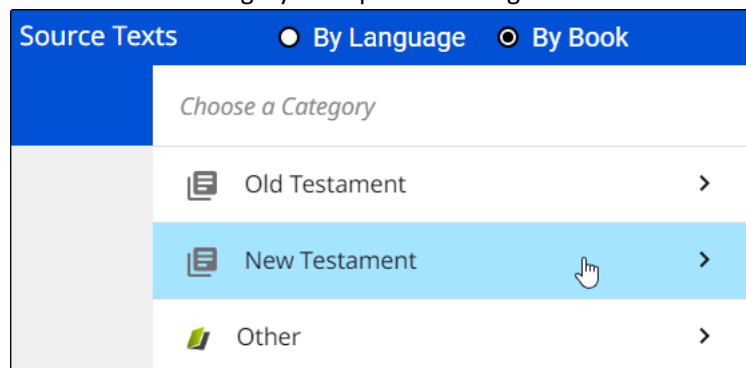 Source Texts By Language By Book
Choose a Category
Old Testament
New Testament
Other